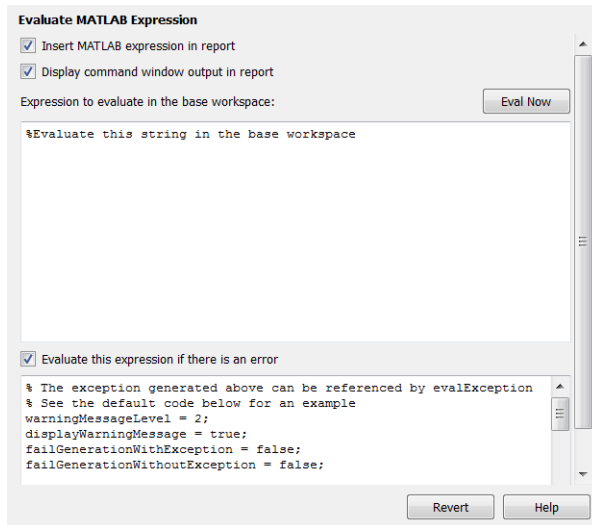 Evaluate MATLAB Expression
Insert MATLAB expression in report
Display command window output in report
Expression to evaluate in the base workspace:
Eval Now
%Evaluate this string in the base workspace
Evaluate this expression if there is an error
% The exception generated above can be referenced by evalException
% See the default code below for an example
warningMessageLevel = 2;
displayWarningMessage = true;
failGenerationWithException = false;
failGenerationWithoutException = false;
Revert
Help